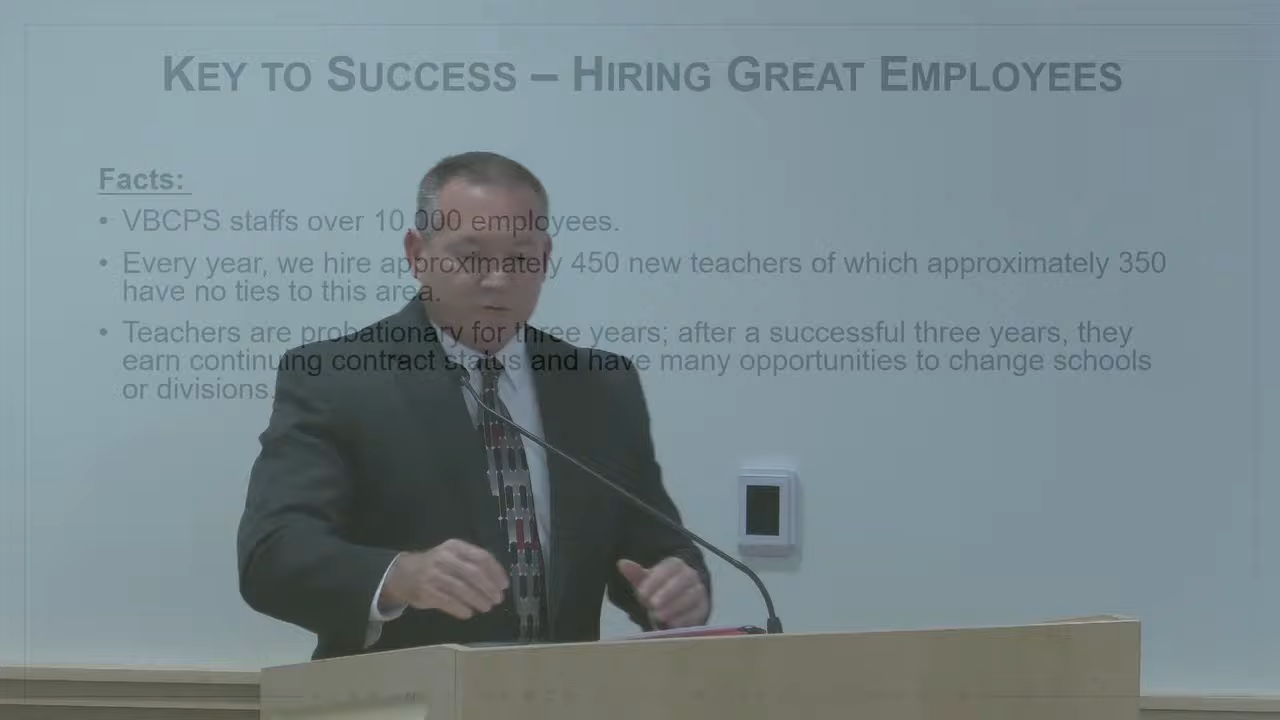 KEY TO SUCCESS – HIRING GREAT EMPLOYEES
Facts:
• VBCPS staffs over 10,000 employees.
• Every year, we hire approximately 450 new teachers of which approximately 350
have no ties to this area.
• Teachers are probationary for three years; after a successful three years, they
earn continuing contract status and have many opportunities to change schools
or divisions.